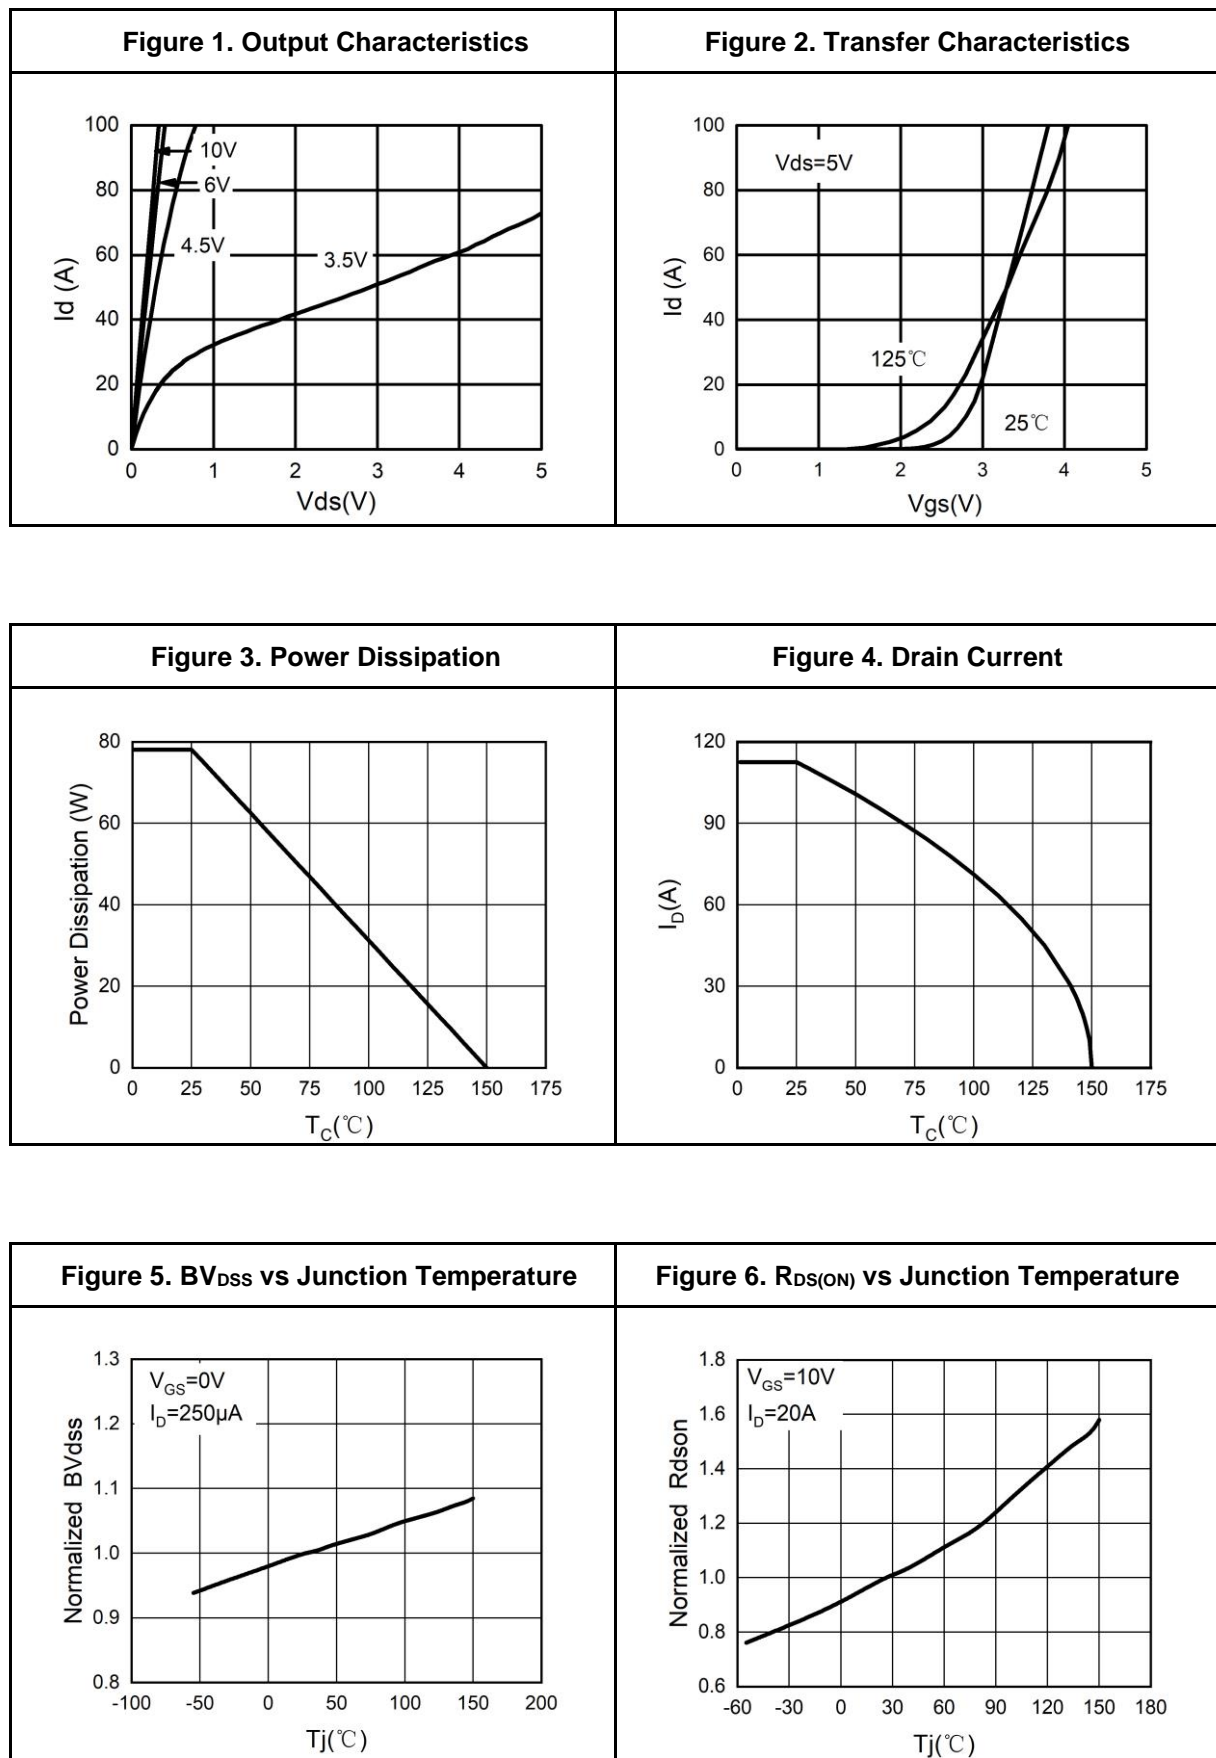 Figure 1. Output Characteristics
Figure 2. Transfer Characteristics
100
80
60
40
20
0
Id (A)
10V
6V
4.5V
3.5V
0 1 2 3 4 5
Vds(V)
100
80
60
40
20
0
Id (A)
Vds=5V
125℃
25℃
0 1 2 3 4 5
Vgs(V)
Figure 3. Power Dissipation
Figure 4. Drain Current
80
60
40
20
0
Power Dissipation (W)
0 25 50 75 100 125 150 175
TC(℃)
120
90
60
30
0
ID(A)
0 25 50 75 100 125 150 175
TC(℃)
Figure 5. BVDSS vs Junction Temperature
Figure 6. RDS(ON) vs Junction Temperature
1.3
1.2
1.1
1.0
0.9
0.8
Normalized BVdss
VGS=0V
ID=250μA
-100 -50 0 50 100 150 200
Tj(℃)
1.8
1.6
1.4
1.2
1.0
0.8
0.6
Normalized Rdson
VGS=10V
ID=20A
-60 -30 0 30 60 90 120 150 180
Tj(℃)